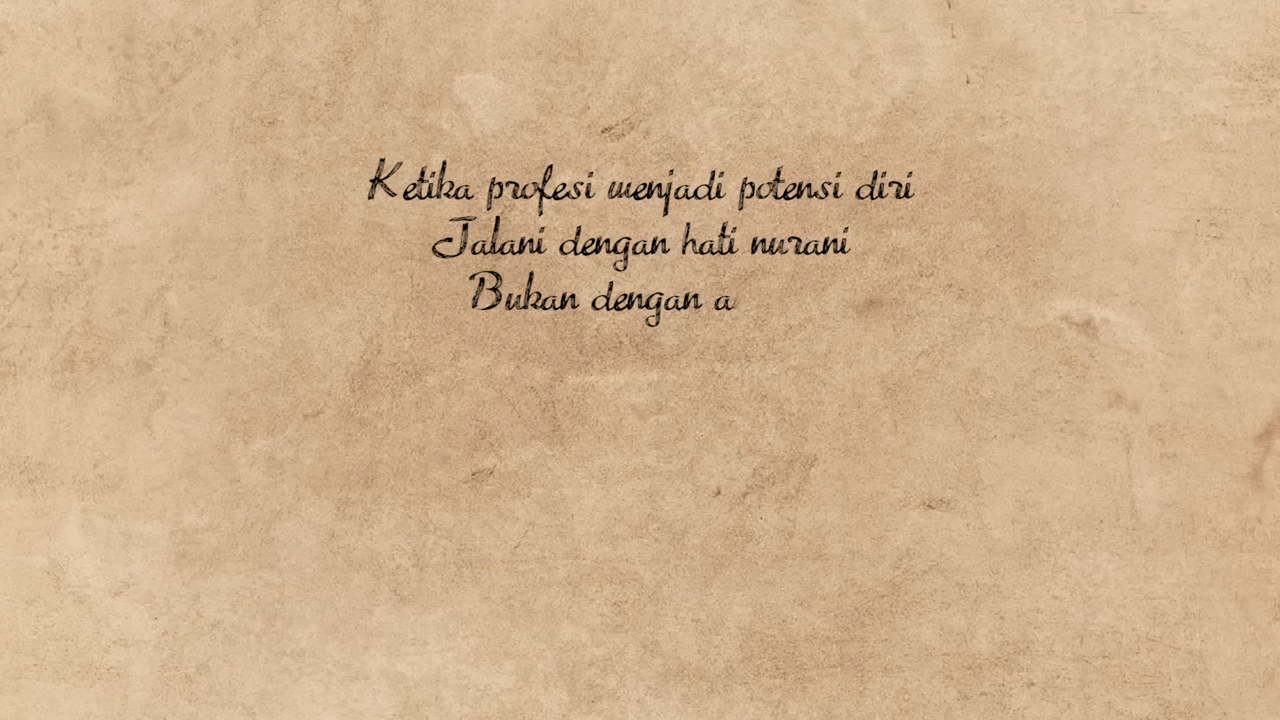 Ketika profesi menjadi potensi diri
Jalani dengan hati nurani
Bukan dengan a